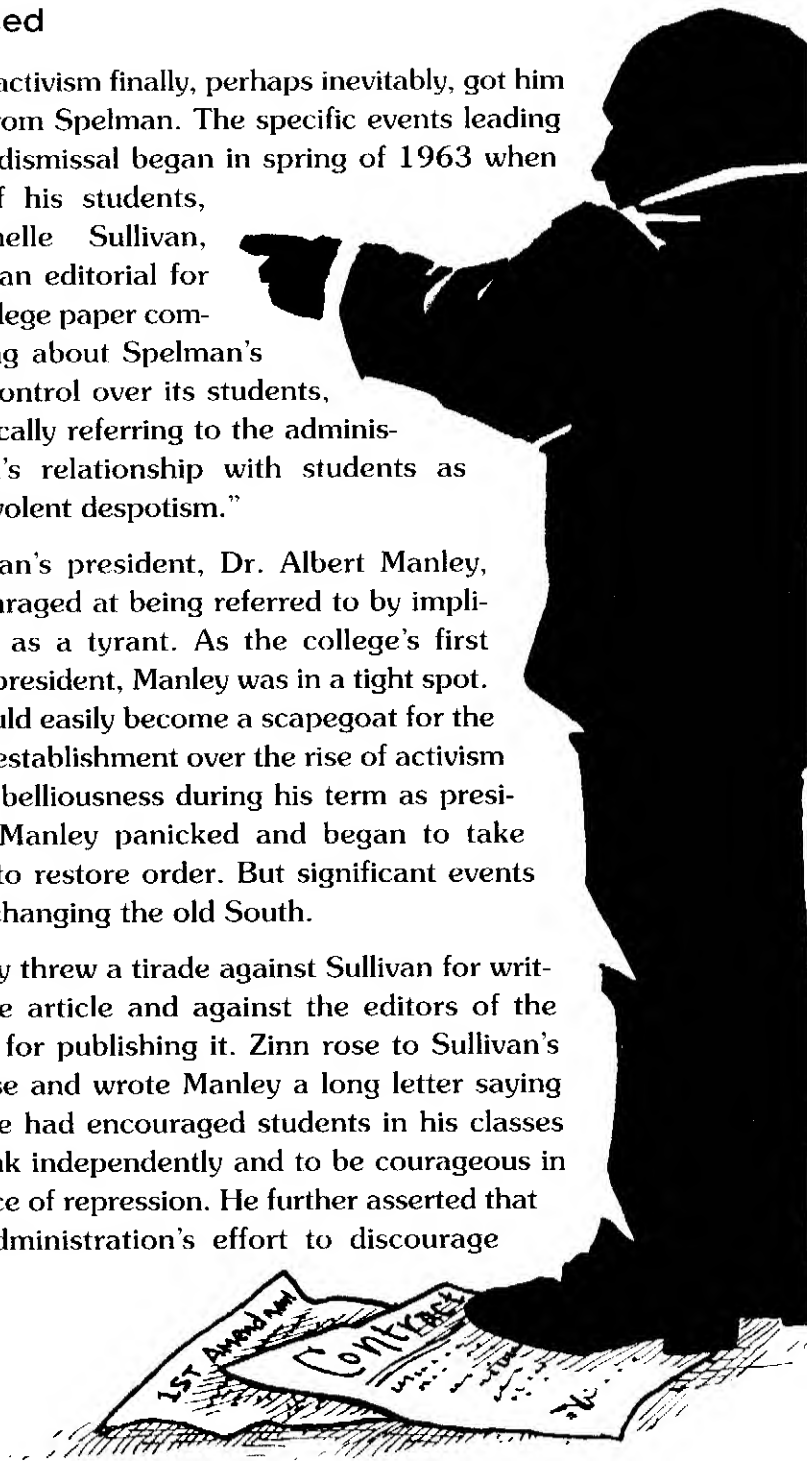 ed
activism finally, perhaps inevitably, got him
rom Spelman. The specific events leading
dismissal began in spring of 1963 when
f his students,
nelle Sullivan,
an editorial for
llege paper com-
ng about Spelman's
control over its students,
cally referring to the adminis-
n's relationship with students as
volent despotism."
an's president, Dr. Albert Manley,
nraged at being referred to by impli-
as a tyrant. As the college's first
president, Manley was in a tight spot.
uld easily become a scapegoat for the
establishment over the rise of activism
belliousness during his term as presi-
Manley panicked and began to take
to restore order. But significant events
changing the old South.
y threw a tirade against Sullivan for writ-
e article and against the editors of the
for publishing it. Zinn rose to Sullivan's
se and wrote Manley a long letter saying
e had encouraged students in his classes
nk independently and to be courageous in
ce of repression. He further asserted that
dministration's effort to discourage
1ST Amendment
Contract